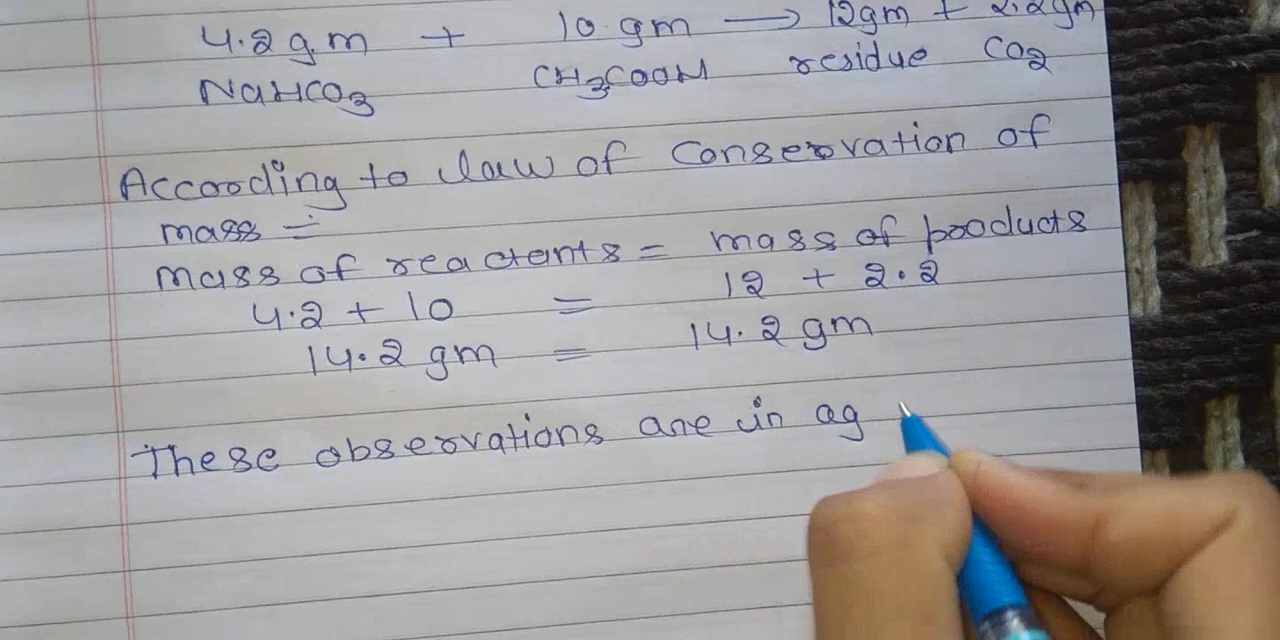 4.2 gm + 10 gm → 12gm + 2.2gm
NaHCO3 CH3COOH residue CO2
According to law of Conservation of
mass ÷
mass of reactants = mass of products
4.2 + 10 = 12 + 2.2
14.2 gm = 14.2 gm
These observations are in ag